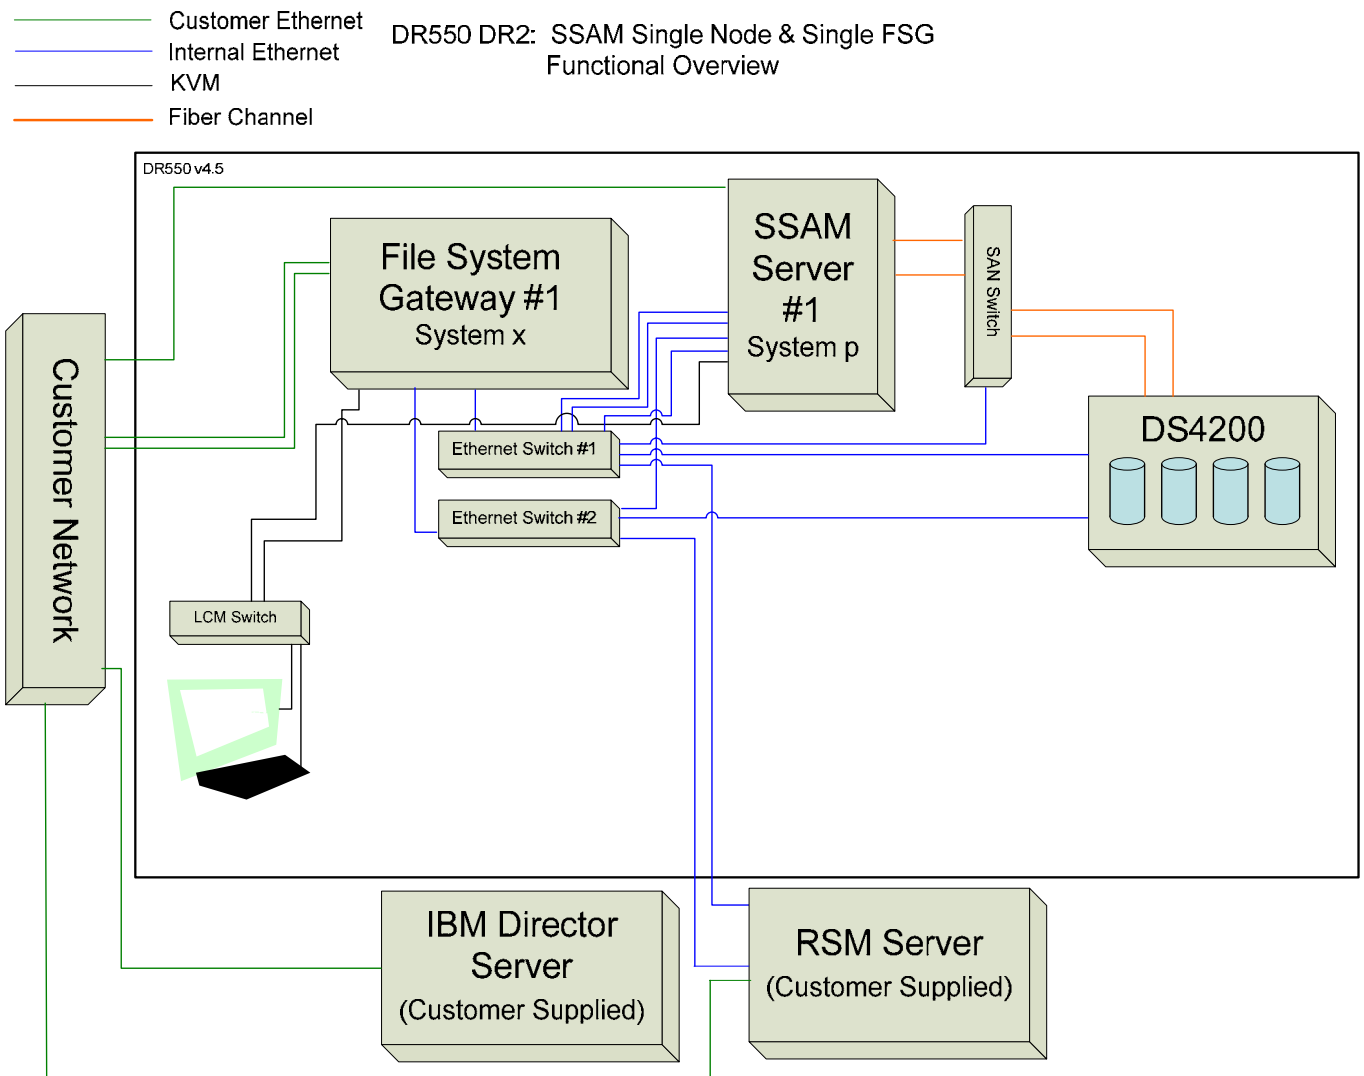 Customer Ethernet
Internal Ethernet
KVM
Fiber Channel
DR550 DR2:  SSAM Single Node & Single FSG
Functional Overview
DR550 v4.5
File System
Gateway #1
System x
SSAM
Server
#1
System p
SAN Switch
Customer Network
Ethernet Switch #1
Ethernet Switch #2
DS4200
LCM Switch
IBM Director
Server
(Customer Supplied)
RSM Server
(Customer Supplied)